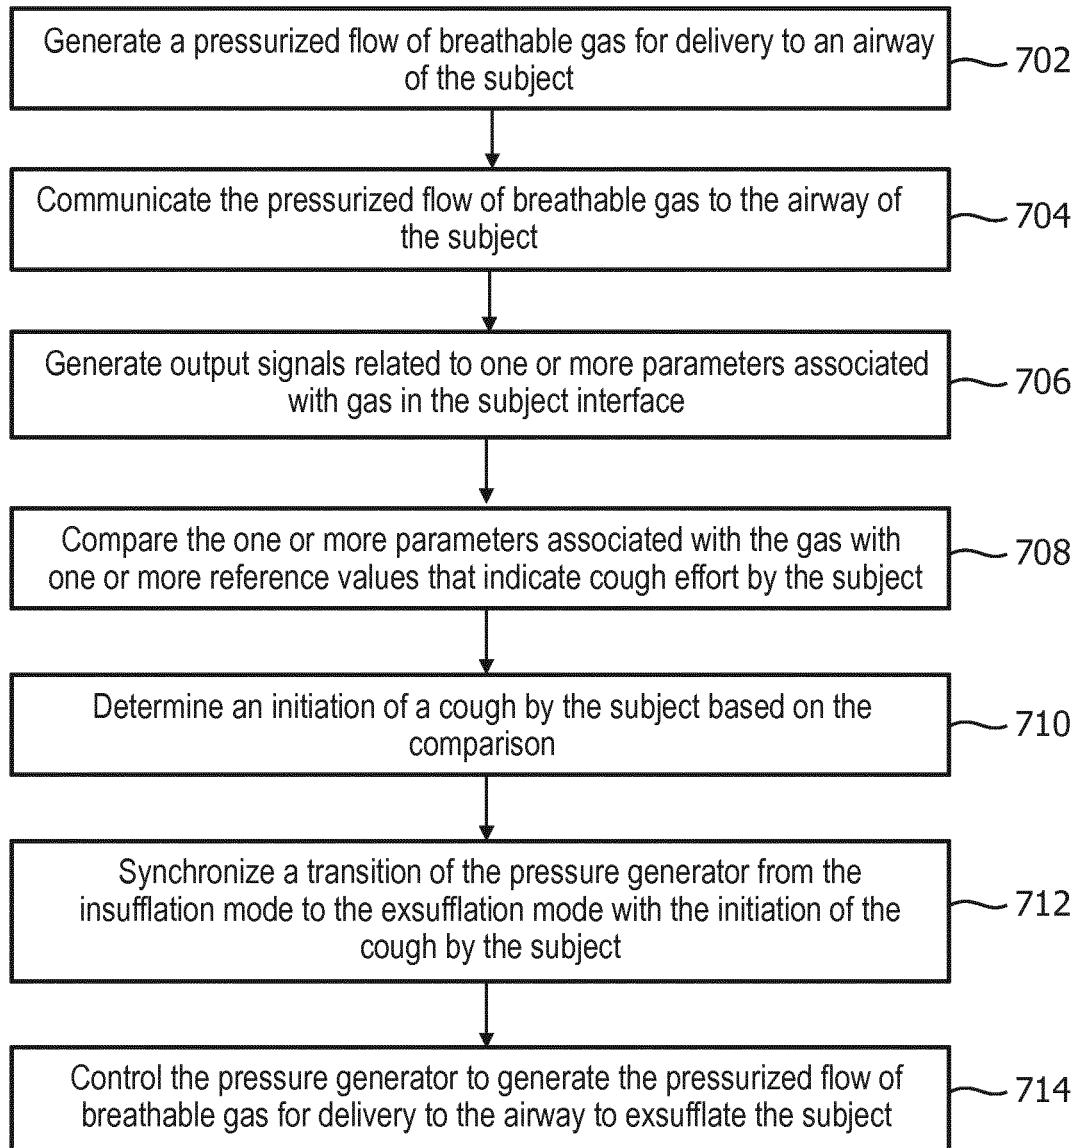 Generate a pressurized flow of breathable gas for delivery to an airway
of the subject
702
Communicate the pressurized flow of breathable gas to the airway of
the subject
704
Generate output signals related to one or more parameters associated
with gas in the subject interface
706
Compare the one or more parameters associated with the gas with
one or more reference values that indicate cough effort by the subject
708
Determine an initiation of a cough by the subject based on the
comparison
710
Synchronize a transition of the pressure generator from the
insufflation mode to the exsufflation mode with the initiation of the
cough by the subject
712
Control the pressure generator to generate the pressurized flow of
breathable gas for delivery to the airway to exsufflate the subject
714